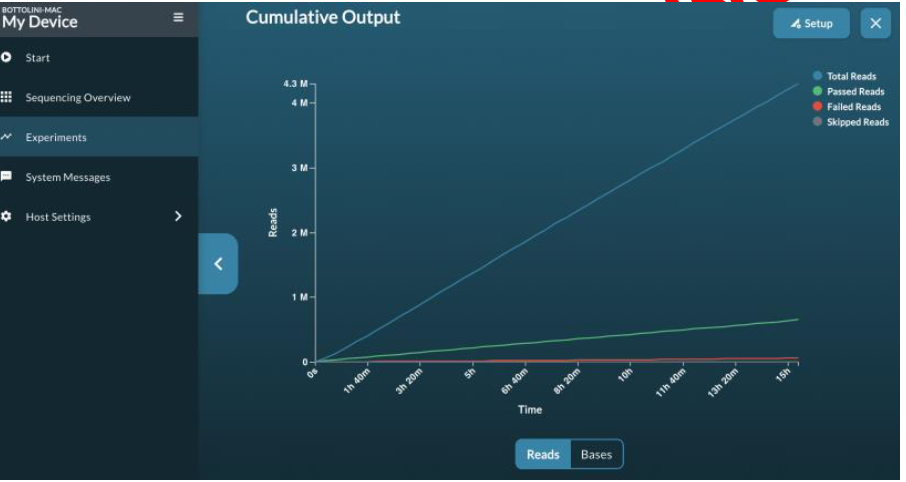 BOTTOLINI-MAC
My Device
Start
Sequencing Overview
Experiments
System Messages
Host Settings
Cumulative Output
Setup
Total Reads
Passed Reads
Failed Reads
Skipped Reads
4.3 M
4 M
3 M
2 M
1 M
0
Reads
0s
1h 40m
3h 20m
5h
6h 40m
8h 20m
10h
11h 40m
13h 20m
15h
Time
Reads Bases